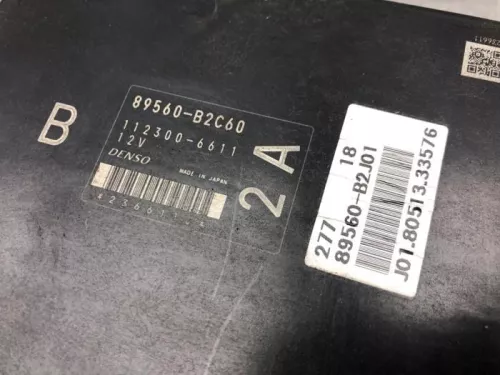 B
89560-B2C60
112300-6611
12V
DENSO
MADE IN JAPAN
2A
277 18
89560-B2J01
J01.80513.33576